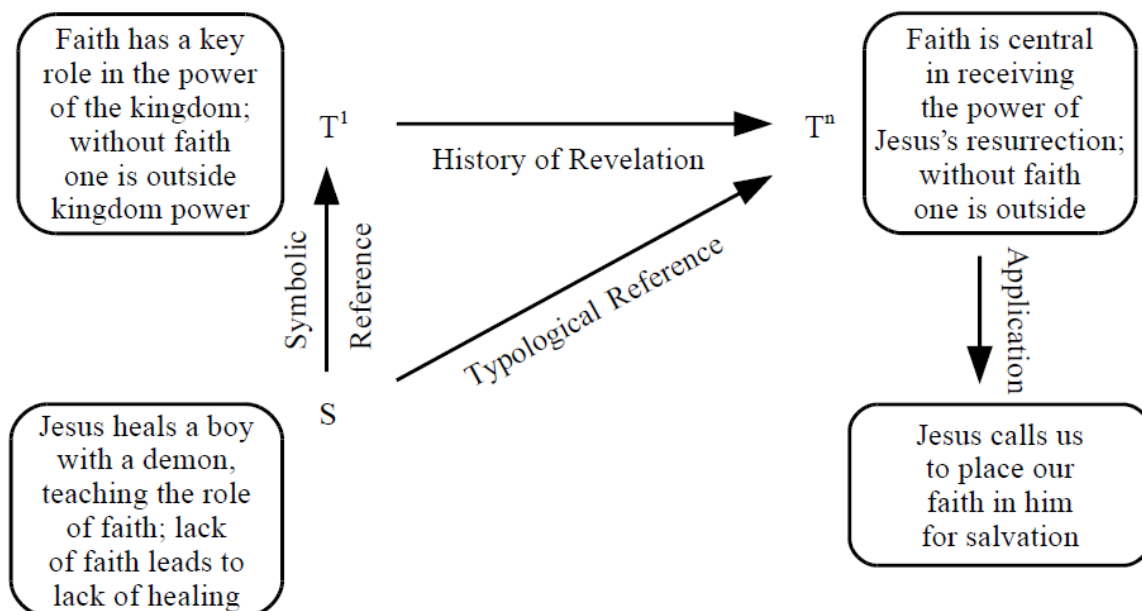 Faith has a key
role in the power
of the kingdom;
without faith
one is outside
kingdom power
T¹
History of Revelation
Tⁿ
Faith is central
in receiving
the power of
Jesus’s resurrection;
without faith
one is outside
Symbolic
Reference
Typological Reference
Application
S
Jesus heals a boy
with a demon,
teaching the role
of faith; lack
of faith leads to
lack of healing
Jesus calls us
to place our
faith in him
for salvation